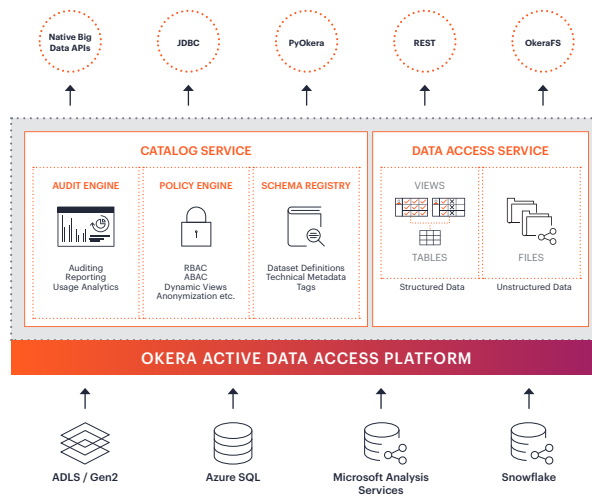 Native Big
Data APIs
JDBC
PyOkera
REST
OkeraFS
CATALOG SERVICE
DATA ACCESS SERVICE
AUDIT ENGINE
POLICY ENGINE
SCHEMA REGISTRY
VIEWS
TABLES
FILES
Auditing
Reporting
Usage Analytics
RBAC
ABAC
Dynamic Views
Anonymization etc.
Dataset Definitions
Technical Metadata
Tags
Structured Data
Unstructured Data
OKERA ACTIVE DATA ACCESS PLATFORM
ADLS / Gen2
Azure SQL
Microsoft Analysis
Services
Snowflake